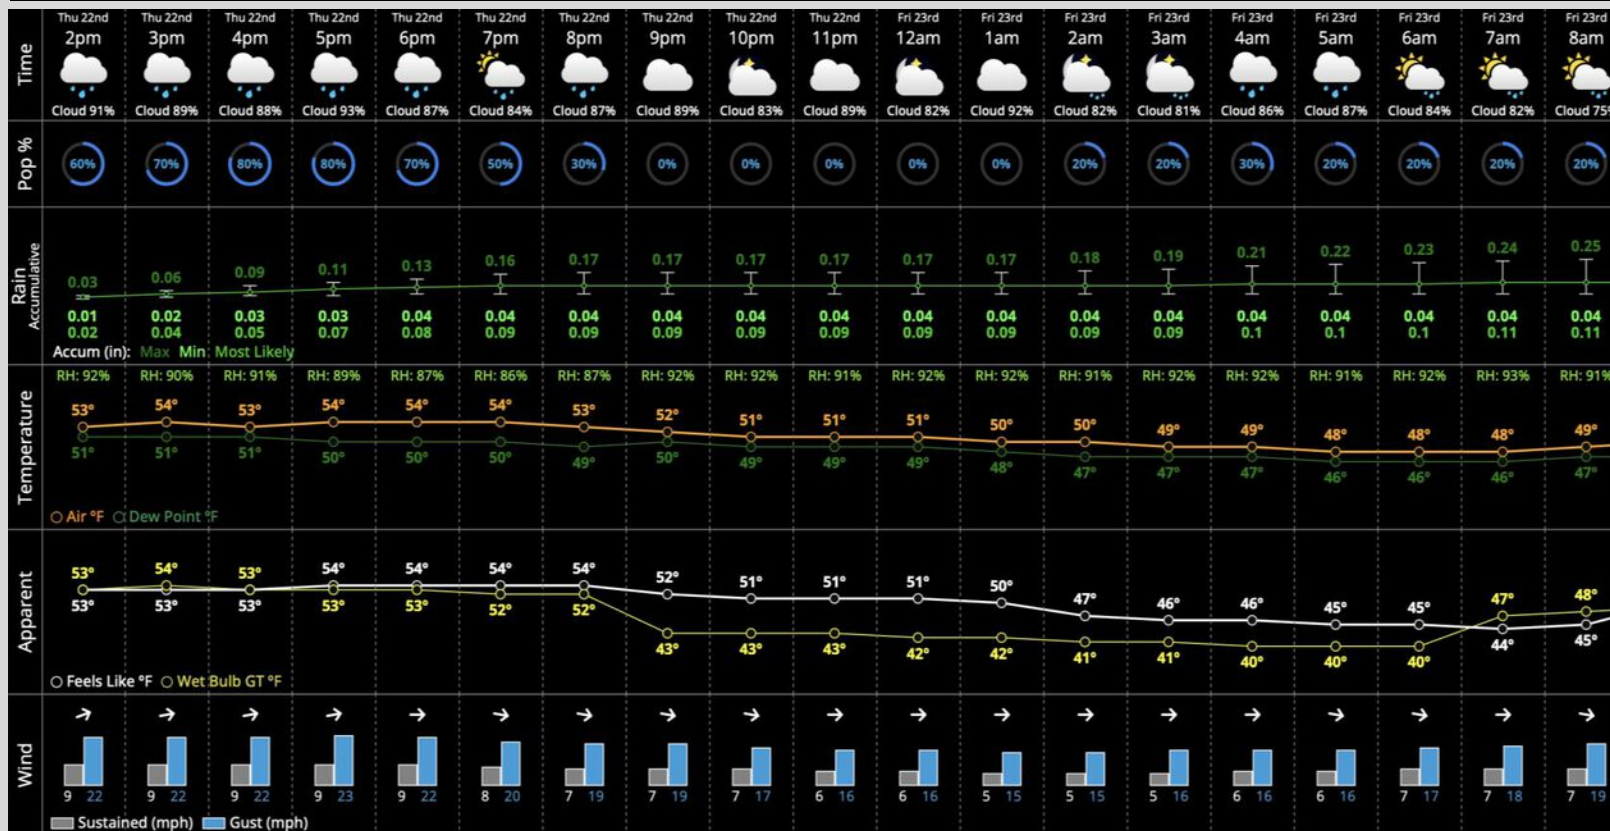 Thu 22nd Thu 22nd Thu 22nd Thu 22nd Thu 22nd Thu 22nd Thu 22nd Thu 22nd Thu 22nd Thu 22nd Fri 23rd Fri 23rd Fri 23rd Fri 23rd Fri 23rd Fri 23rd Fri 23rd Fri 23rd Fri 23rd
Time
2pm 3pm 4pm 5pm 6pm 7pm 8pm 9pm 10pm 11pm 12am 1am 2am 3am 4am 5am 6am 7am 8am
Cloud 91% Cloud 89% Cloud 88% Cloud 93% Cloud 87% Cloud 84% Cloud 87% Cloud 89% Cloud 83% Cloud 89% Cloud 82% Cloud 92% Cloud 82% Cloud 81% Cloud 86% Cloud 87% Cloud 84% Cloud 82% Cloud 75%
Pop %
60% 70% 80% 80% 70% 50% 30% 0% 0% 0% 0% 0% 20% 20% 30% 20% 20% 20% 20%
Rain
Accumulative
0.03 0.06 0.09 0.11 0.13 0.16 0.17 0.17 0.17 0.17 0.17 0.17 0.18 0.19 0.21 0.22 0.23 0.24 0.25
0.01 0.02 0.03 0.03 0.04 0.04 0.04 0.04 0.04 0.04 0.04 0.04 0.04 0.04 0.04 0.04 0.04 0.04 0.04
0.02 0.04 0.05 0.07 0.08 0.09 0.09 0.09 0.09 0.09 0.09 0.09 0.09 0.09 0.1 0.1 0.1 0.11 0.11
Accum (in): Max Min Most Likely
Temperature
RH: 92% RH: 90% RH: 91% RH: 89% RH: 87% RH: 86% RH: 87% RH: 92% RH: 92% RH: 91% RH: 92% RH: 92% RH: 91% RH: 92% RH: 92% RH: 91% RH: 92% RH: 93% RH: 91%
53° 54° 53° 54° 54° 54° 53° 52° 51° 51° 51° 50° 50° 49° 49° 48° 48° 48° 49°
51° 51° 51° 50° 50° 50° 49° 50° 49° 49° 49° 48° 47° 47° 47° 46° 46° 46° 47°
Air °F Dew Point °F
Apparent
53° 54° 53° 54° 54° 54° 54° 52° 51° 51° 51° 50° 47° 46° 46° 45° 45° 47° 48°
53° 53° 53° 53° 53° 52° 52° 43° 43° 43° 42° 42° 41° 41° 40° 40° 40° 44° 45°
Feels Like °F Wet Bulb GT °F
Wind
9 22 9 22 9 22 9 23 9 22 8 20 7 19 7 19 7 17 6 16 6 16 5 15 5 15 5 16 6 16 6 16 7 17 7 18 7 19
Sustained (mph) Gust (mph)